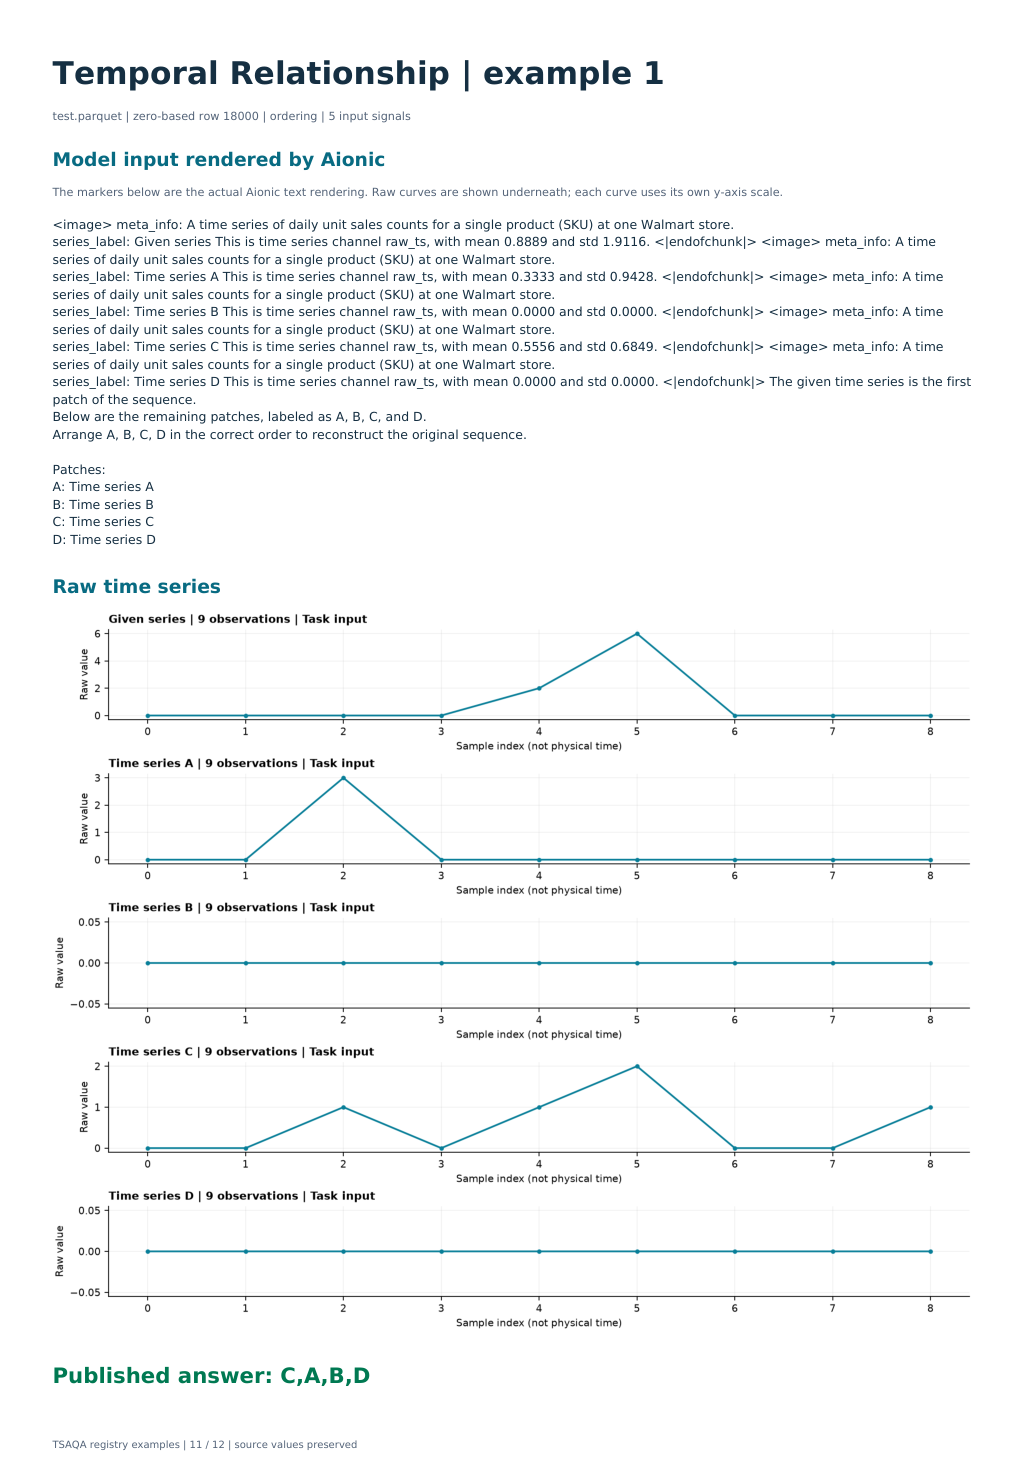 Temporal Relationship | example 1
test.parquet | zero-based row 18000 | ordering | 5 input signals
Model input rendered by Aionic
The markers below are the actual Aionic text rendering. Raw curves are shown underneath; each curve uses its own y-axis scale.
<image> meta_info: A time series of daily unit sales counts for a single product (SKU) at one Walmart store.
series_label: Given series This is time series channel raw_ts, with mean 0.8889 and std 1.9116. <|endofchunk|> <image> meta_info: A time
series of daily unit sales counts for a single product (SKU) at one Walmart store.
series_label: Time series A This is time series channel raw_ts, with mean 0.3333 and std 0.9428. <|endofchunk|> <image> meta_info: A time
series of daily unit sales counts for a single product (SKU) at one Walmart store.
series_label: Time series B This is time series channel raw_ts, with mean 0.0000 and std 0.0000. <|endofchunk|> <image> meta_info: A time
series of daily unit sales counts for a single product (SKU) at one Walmart store.
series_label: Time series C This is time series channel raw_ts, with mean 0.5556 and std 0.6849. <|endofchunk|> <image> meta_info: A time
series of daily unit sales counts for a single product (SKU) at one Walmart store.
series_label: Time series D This is time series channel raw_ts, with mean 0.0000 and std 0.0000. <|endofchunk|> The given time series is the first
patch of the sequence.
Below are the remaining patches, labeled as A, B, C, and D.
Arrange A, B, C, D in the correct order to reconstruct the original sequence.
Patches:
A: Time series A
B: Time series B
C: Time series C
D: Time series D
Raw time series
Given series | 9 observations | Task input
Raw value
6
4
2
0
0 1 2 3 4 5 6 7 8
Sample index (not physical time)
Time series A | 9 observations | Task input
Raw value
3
2
1
0
0 1 2 3 4 5 6 7 8
Sample index (not physical time)
Time series B | 9 observations | Task input
Raw value
0.05
0.00
−0.05
0 1 2 3 4 5 6 7 8
Sample index (not physical time)
Time series C | 9 observations | Task input
Raw value
2
1
0
0 1 2 3 4 5 6 7 8
Sample index (not physical time)
Time series D | 9 observations | Task input
Raw value
0.05
0.00
−0.05
0 1 2 3 4 5 6 7 8
Sample index (not physical time)
Published answer: C,A,B,D
TSAQA registry examples | 11 / 12 | source values preserved